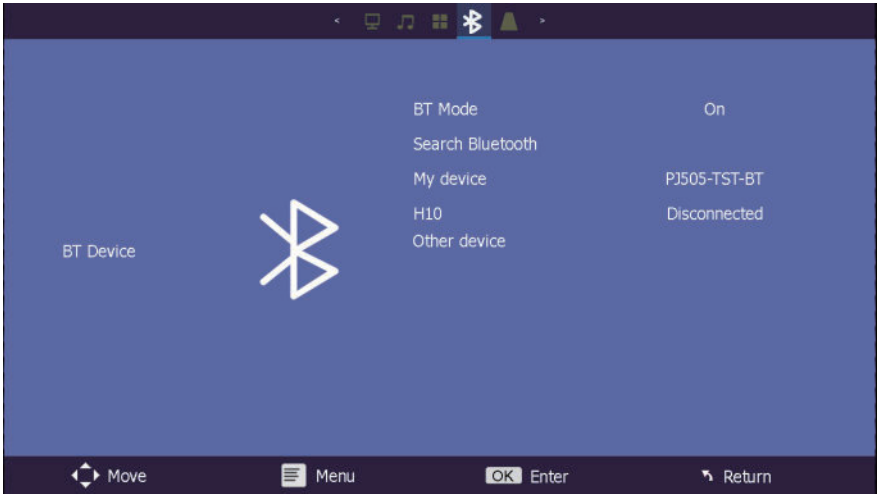 BT Mode On
Search Bluetooth
My device PJ505-TST-BT
H10 Disconnected
Other device
BT Device
Move Menu OK Enter Return